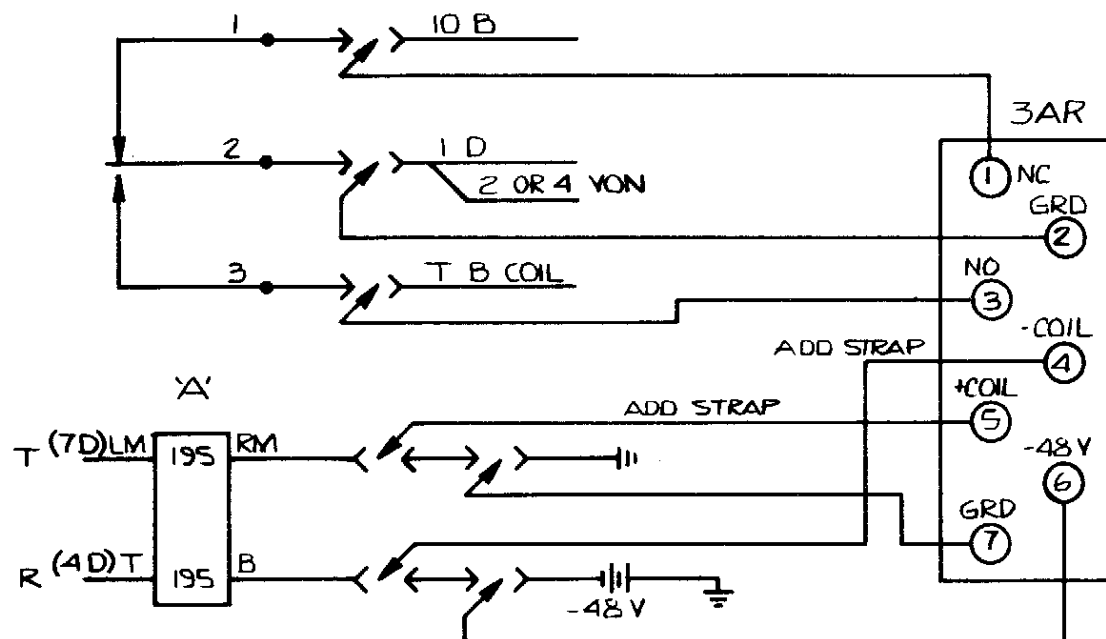 1 10 B
3AR
2 1 D
2 OR 4 VON
1 NC
GRD
2
3 T B COIL
NO
3
-COIL
ADD STRAP 4
'A'
+COIL
ADD STRAP 5
T (7D) LM 195 RM
-48 V
6
GRD
7
R (4D) T 195 B
-48 V